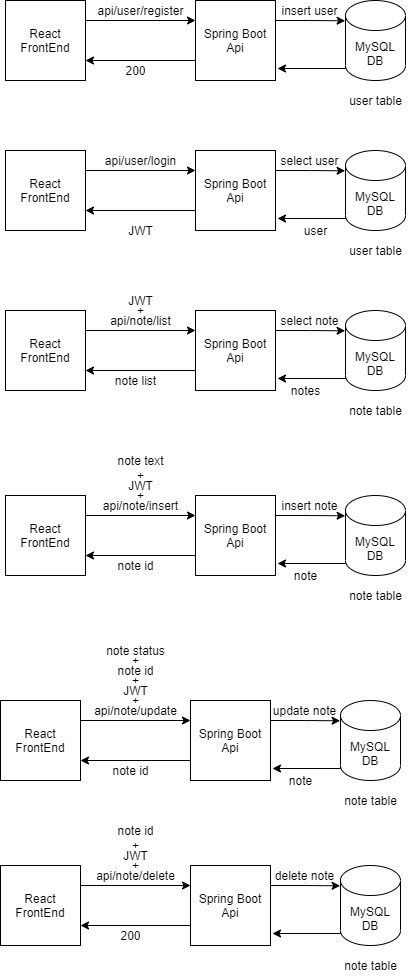 api/user/register
insert user
React
FrontEnd
Spring Boot
Api
MySQL
DB
200
user table
api/user/login
select user
React
FrontEnd
Spring Boot
Api
MySQL
DB
JWT
user
user table
JWT
+
api/note/list
select note
React
FrontEnd
Spring Boot
Api
MySQL
DB
note list
notes
note table
note text
+
JWT
+
api/note/insert
insert note
React
FrontEnd
Spring Boot
Api
MySQL
DB
note id
note
note table
note status
+
note id
+
JWT
+
api/note/update
update note
React
FrontEnd
Spring Boot
Api
MySQL
DB
note id
note
note table
note id
+
JWT
+
api/note/delete
delete note
React
FrontEnd
Spring Boot
Api
MySQL
DB
200
note table